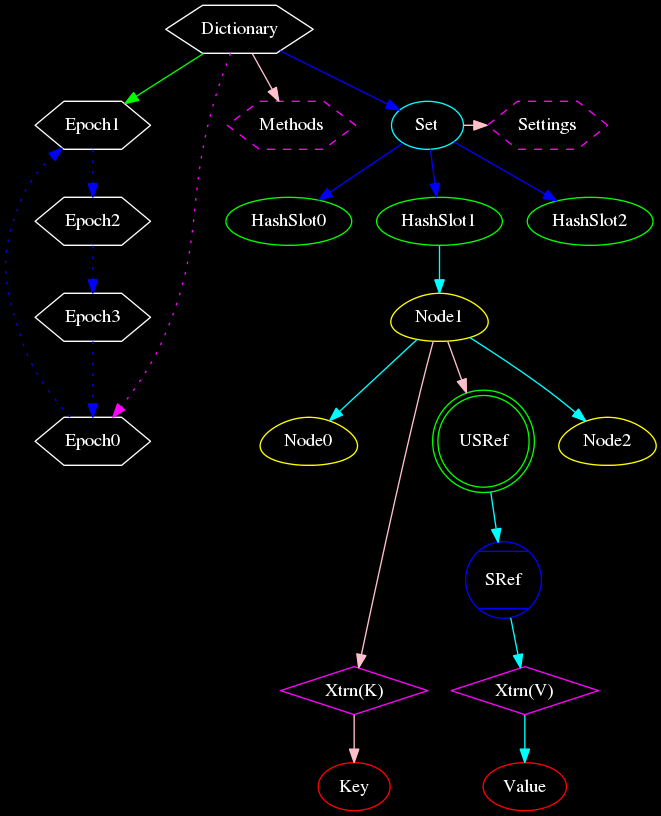 Dictionary
Epoch1
Methods
Set
Settings
Epoch2
HashSlot0
HashSlot1
HashSlot2
Epoch3
Node1
Epoch0
Node0
USRef
Node2
SRef
Xtrn(K)
Xtrn(V)
Key
Value